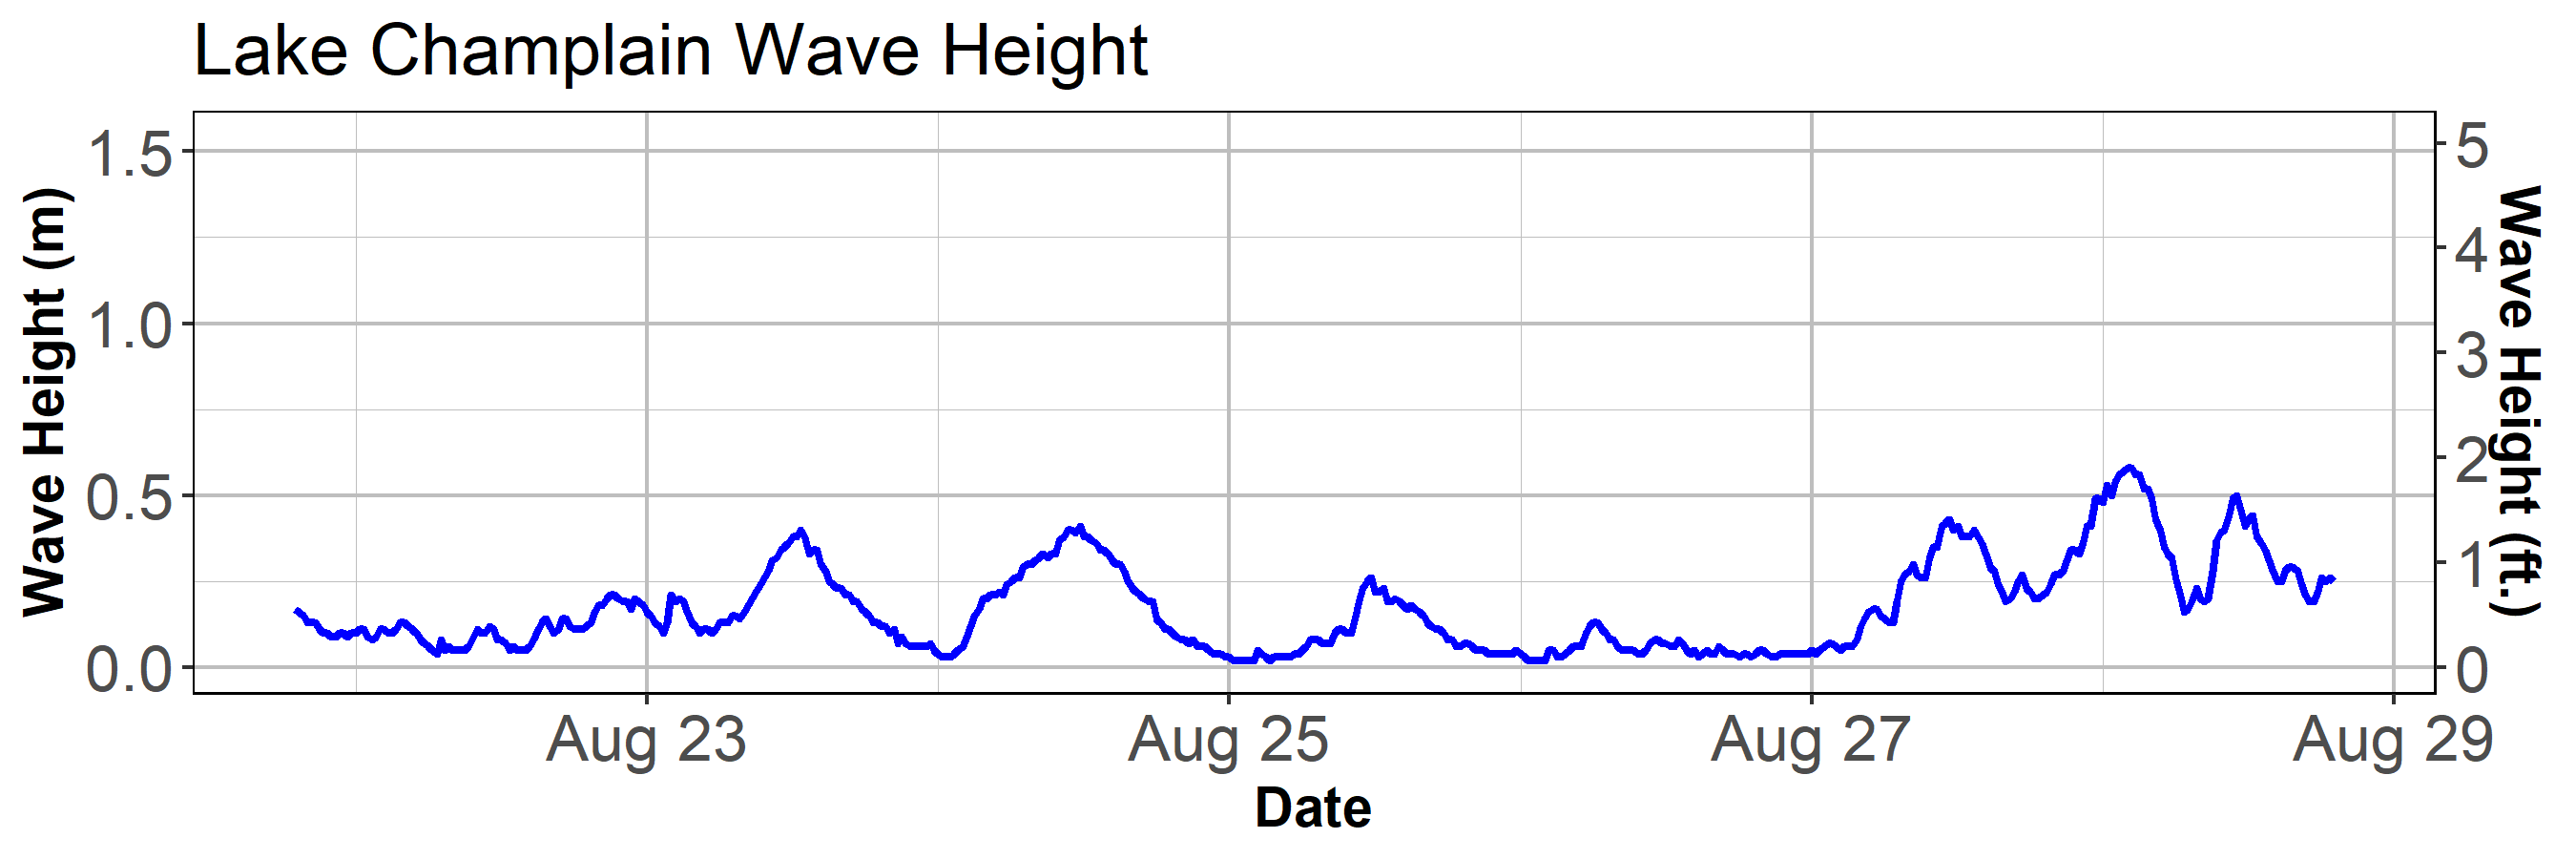 Lake Champlain Wave Height
Wave Height (m)
1.5
1.0
0.5
0.0
5
4
3
2
1
0
Wave Height (ft.)
Aug 23 Aug 25 Aug 27 Aug 29
Date